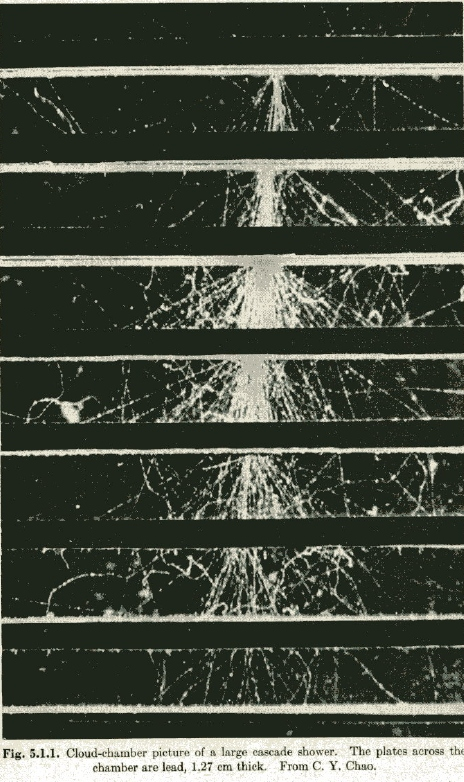 Fig. 5.1.1. Cloud-chamber picture of a large cascade shower. The plates across the
chamber are lead, 1.27 cm thick. From C. Y. Chao.